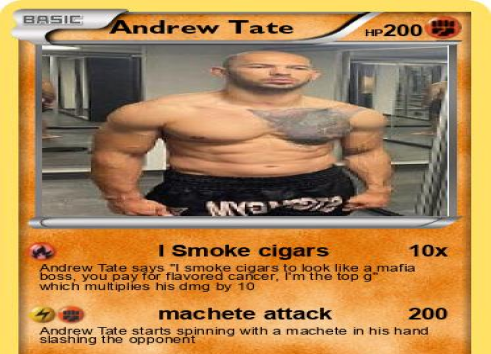 BASIC
Andrew Tate HP200
I Smoke cigars 10x
Andrew Tate says "I smoke cigars to look like a mafia
boss, you pay for flavored cancer, I'm the top g"
which multiplies his dmg by 10
machete attack 200
Andrew Tate starts spinning with a machete in his hand
slashing the opponent